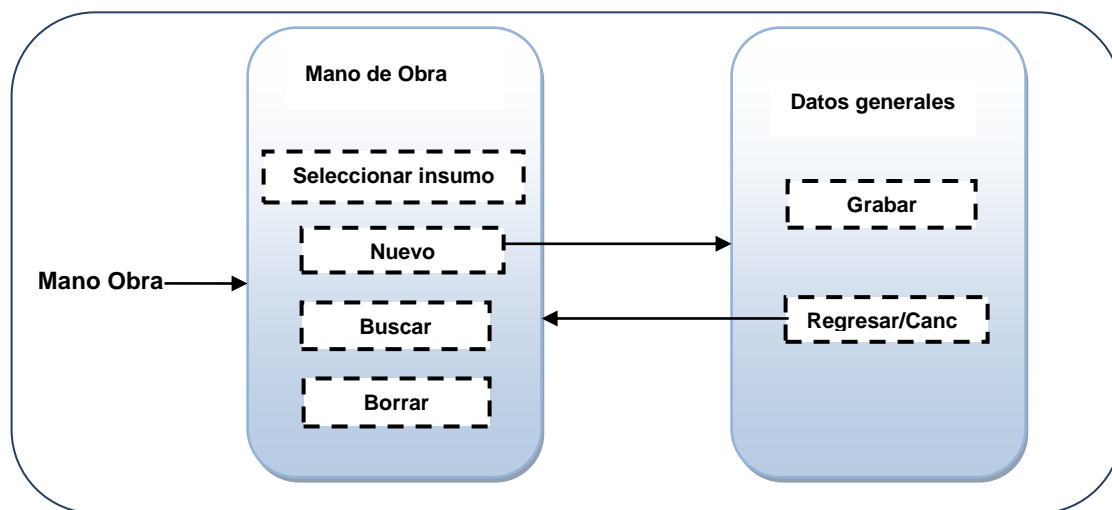 Mano Obra
Mano de Obra
Seleccionar insumo
Nuevo
Buscar
Borrar
Datos generales
Grabar
Regresar/Canc